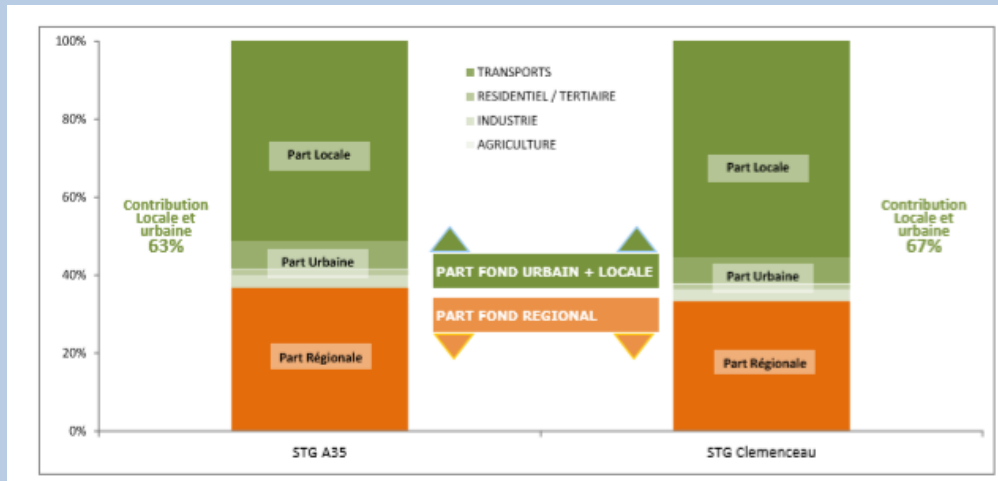 100%
80%
60%
40%
20%
0%
TRANSPORTS
RESIDENTIEL / TERTIAIRE
INDUSTRIE
AGRICULTURE
Part Locale
Part Urbaine
Part Régionale
Contribution
Locale et
urbaine
63%
PART FOND URBAIN + LOCALE
PART FOND REGIONAL
Part Locale
Part Urbaine
Part Régionale
Contribution
Locale et
urbaine
67%
STG A35
STG Clemenceau